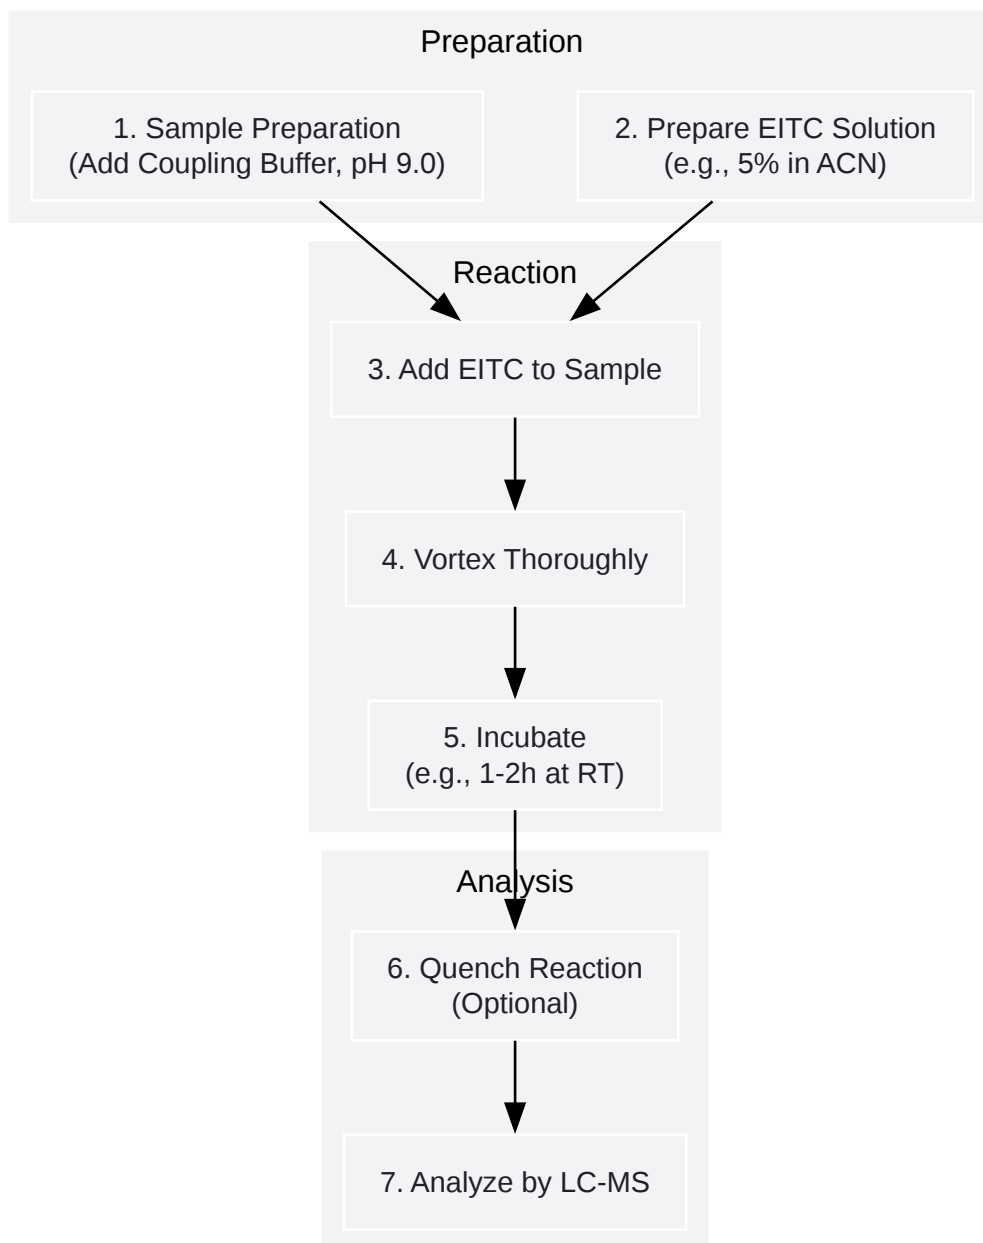 Preparation
1. Sample Preparation
(Add Coupling Buffer, pH 9.0)
2. Prepare EITC Solution
(e.g., 5% in ACN)
Reaction
3. Add EITC to Sample
4. Vortex Thoroughly
5. Incubate
(e.g., 1-2h at RT)
Analysis
6. Quench Reaction
(Optional)
7. Analyze by LC-MS